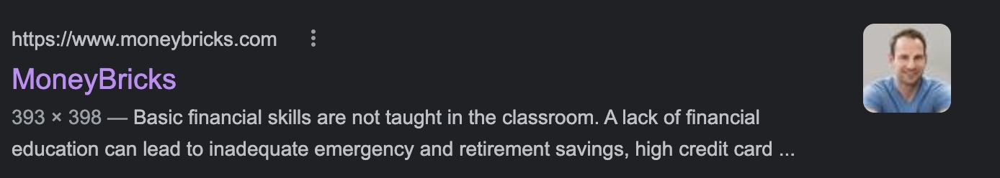 https://www.moneybricks.com
MoneyBricks
393 × 398 — Basic financial skills are not taught in the classroom. A lack of financial
education can lead to inadequate emergency and retirement savings, high credit card ...